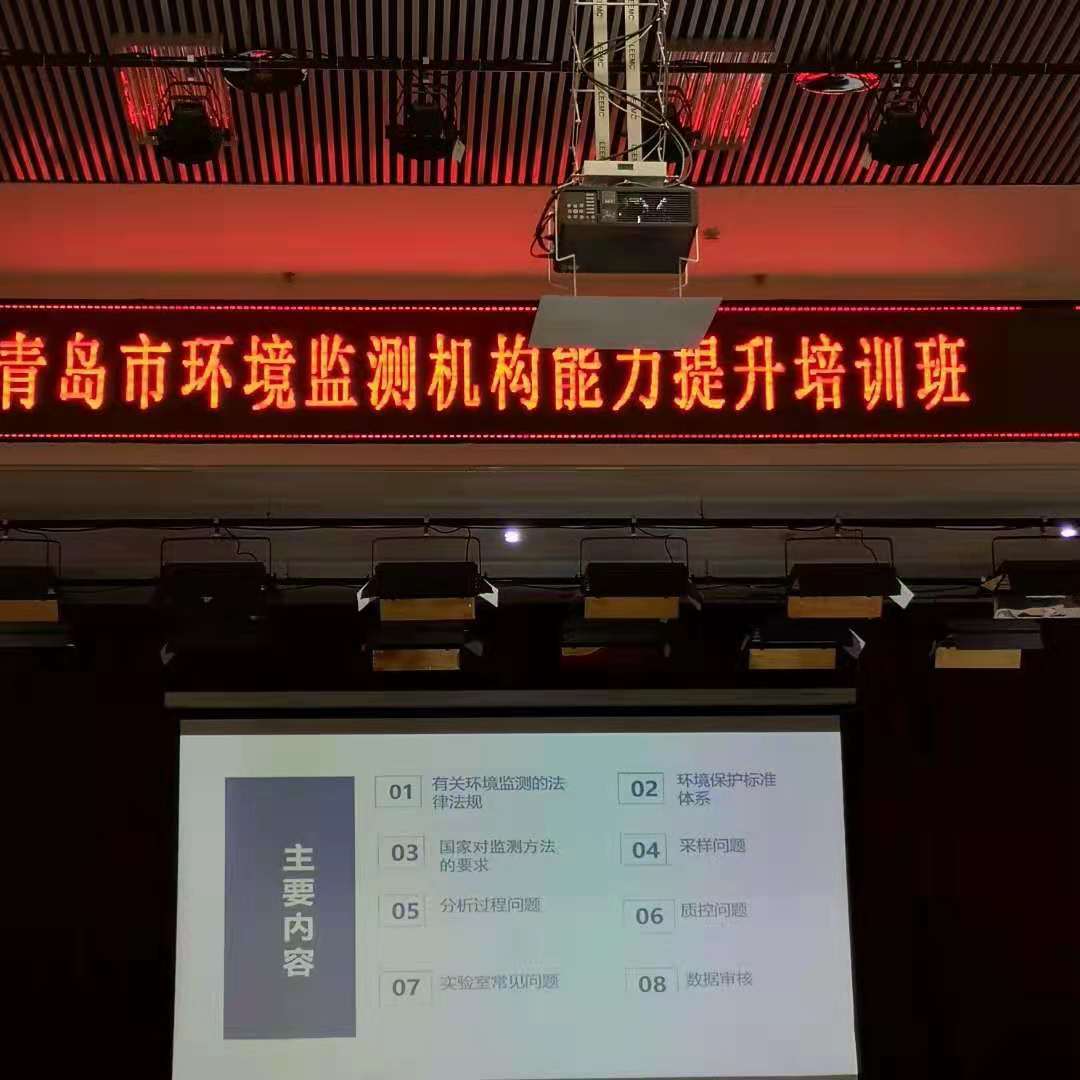 LEEMC LEEMC
LEEMC LEEMC
青岛市环境监测机构能力提升培训班
主要内容
01 有关环境监测的法
律法规
02 环境保护标准
体系
03 国家对监测方法
的要求
04 采样问题
05 分析过程问题
06 质控问题
07 实验室常见问题
08 数据审核